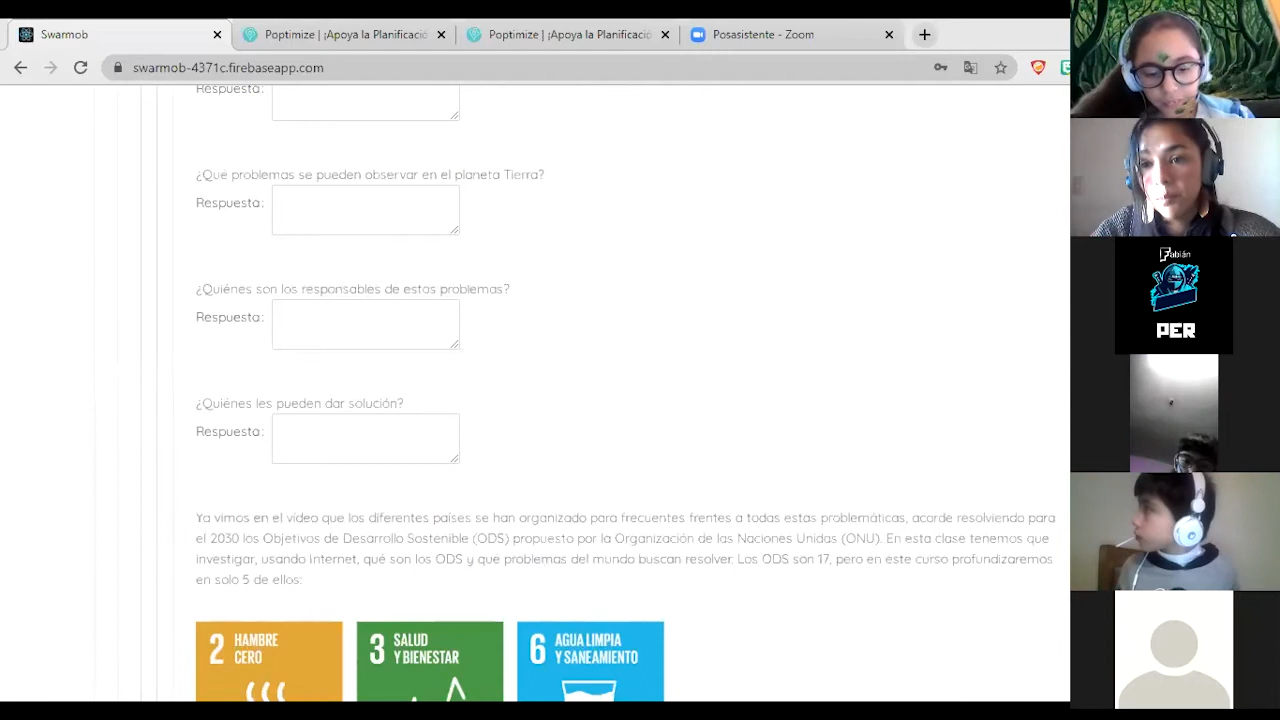 Swarmob
Poptimize | ¡Apoya la Planificació
Poptimize | ¡Apoya la Planificació
Posasistente - Zoom
swarmob-4371c.firebaseapp.com
Respuesta:
¿Que problemas se pueden observar en el planeta Tierra?
Respuesta:
¿Quiénes son los responsables de estos problemas?
Respuesta:
¿Quiénes les pueden dar solución?
Respuesta:
Ya vimos en el vídeo que los diferentes países se han organizado para frecuentes frentes a todas estas problemáticas, acorde resolviendo para
el 2030 los Objetivos de Desarrollo Sostenible (ODS) propuesto por la Organización de las Naciones Unidas (ONU). En esta clase tenemos que
investigar, usando Internet, qué son los ODS y que problemas del mundo buscan resolver. Los ODS son 17, pero en este curso profundizaremos
en solo 5 de ellos:
2 HAMBRE
CERO
3 SALUD
Y BIENESTAR
6 AGUA LIMPIA
Y SANEAMIENTO
Fabián
PER